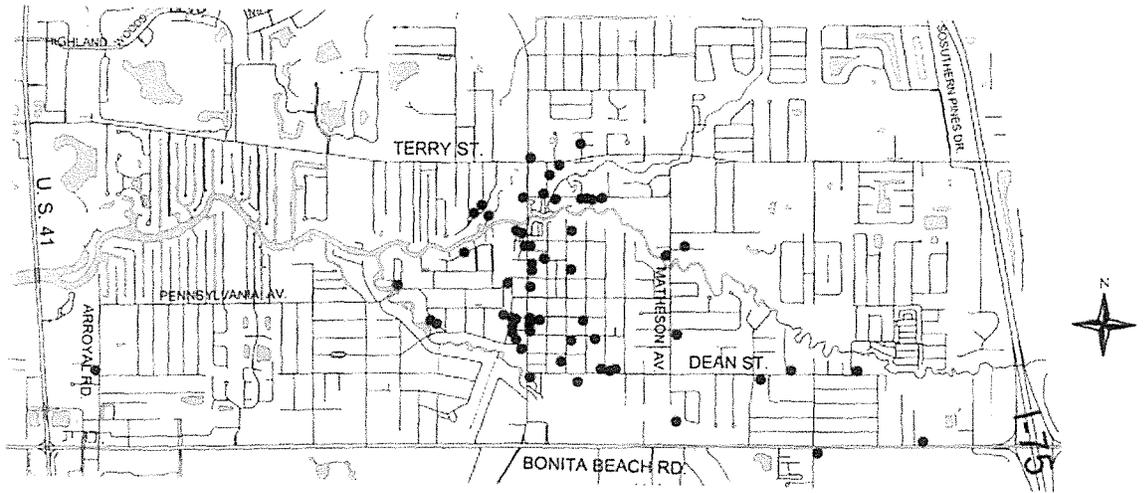 HIGHLAND WOODS
SOSUTHERN PINES DR.
TERRY ST.
U S. 41
N
PENNSYLVANIA AV.
MATHESON AV
ARROYAL RD.
DEAN ST.
I-75
BONITA BEACH RD.